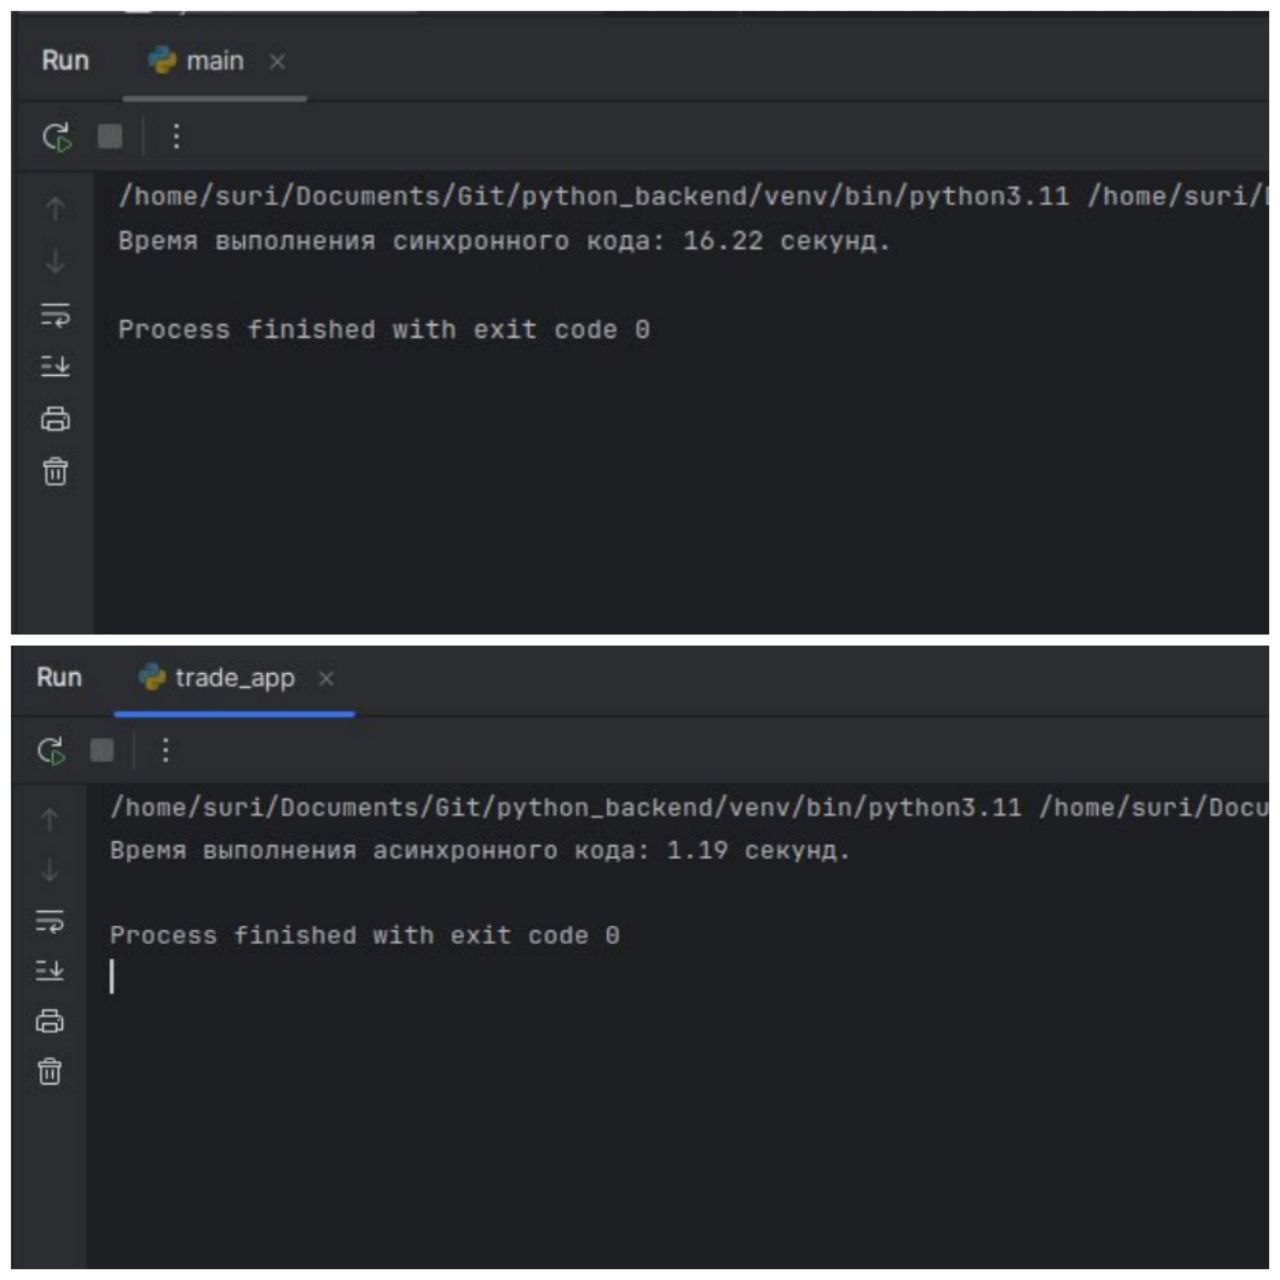 Run main
/home/suri/Documents/Git/python_backend/venv/bin/python3.11 /home/suri/
Время выполнения синхронного кода: 16.22 секунд.
Process finished with exit code 0
Run trade_app
/home/suri/Documents/Git/python_backend/venv/bin/python3.11 /home/suri/Docu
Время выполнения асинхронного кода: 1.19 секунд.
Process finished with exit code 0